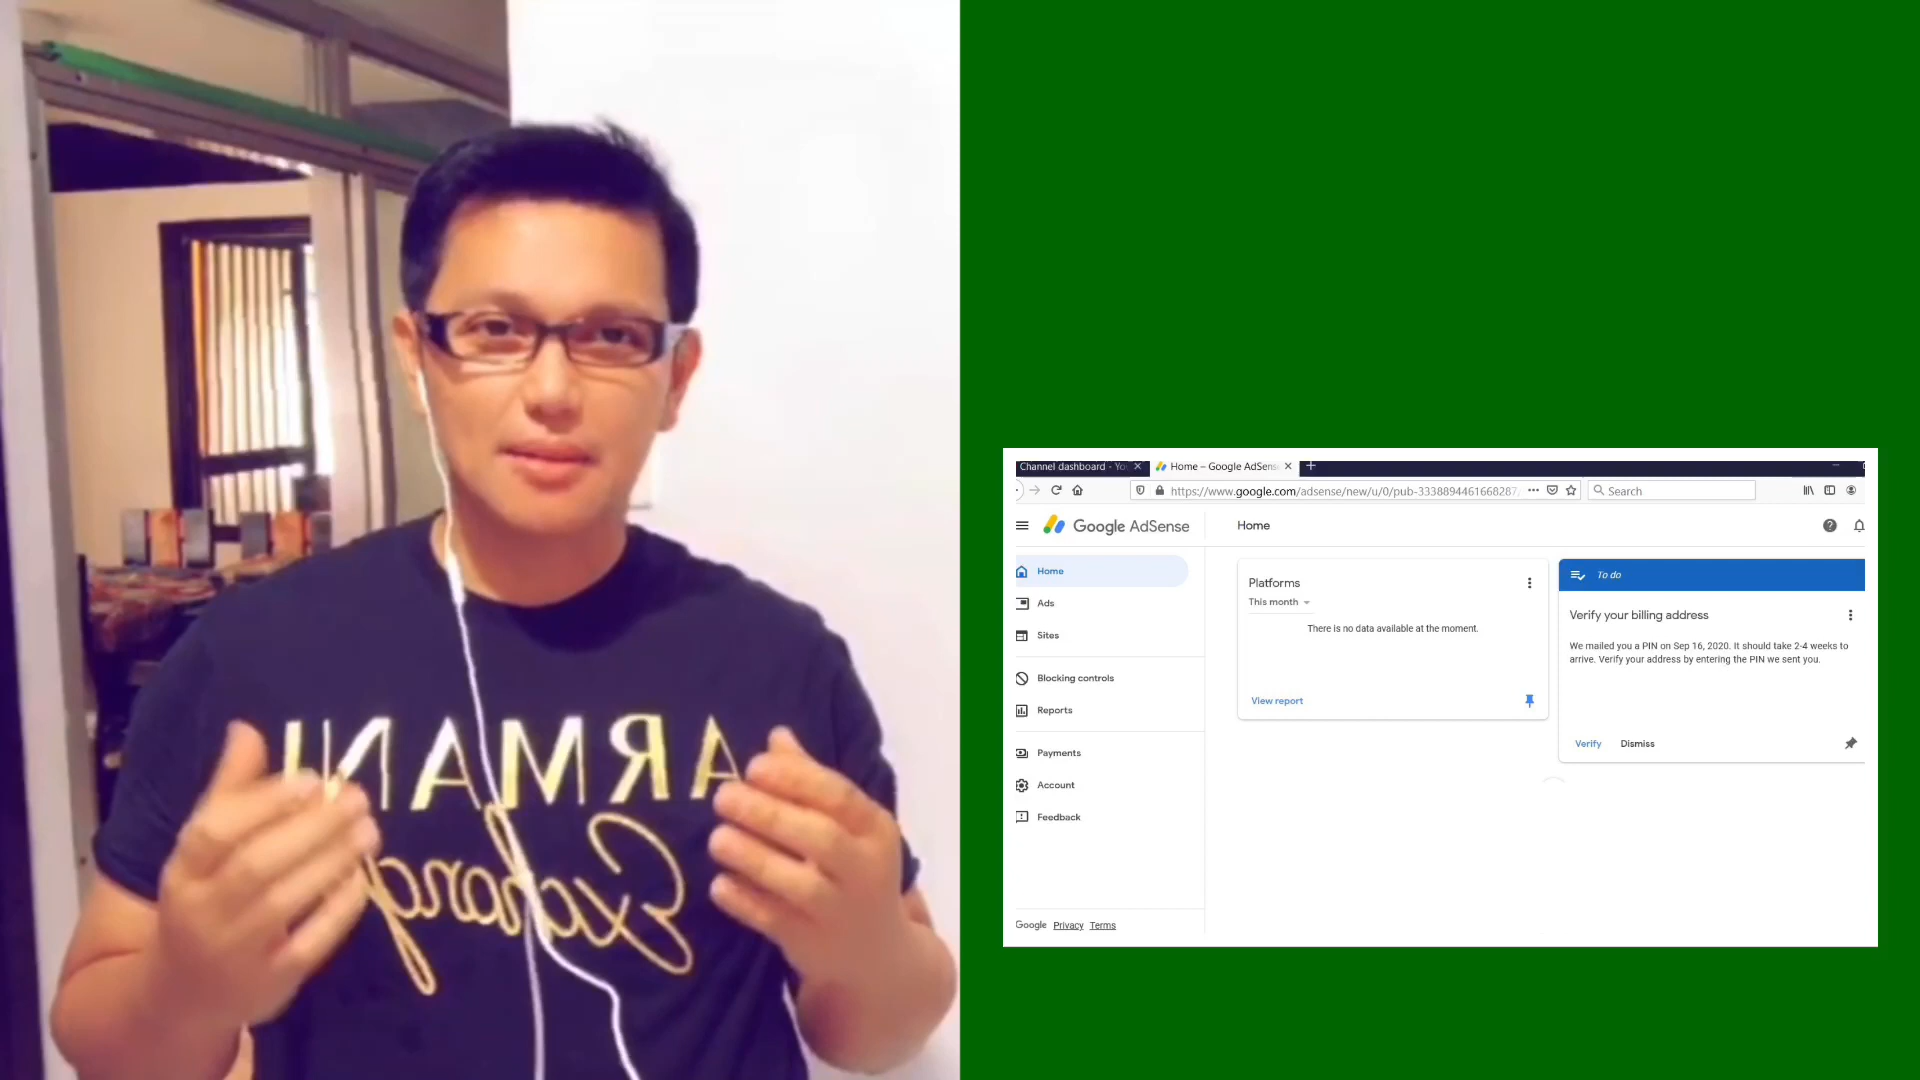 ARMANI
Exchange
Channel dashboard - Yo
Home – Google AdSens
https://www.google.com/adsense/new/u/0/pub-3338894461668287
Search
Google AdSense
Home
Home
Ads
Sites
Blocking controls
Reports
Payments
Account
Feedback
Google Privacy Terms
Platforms
This month
There is no data available at the moment.
View report
To do
Verify your billing address
We mailed you a PIN on Sep 16, 2020. It should take 2-4 weeks to
arrive. Verify your address by entering the PIN we sent you.
Verify Dismiss